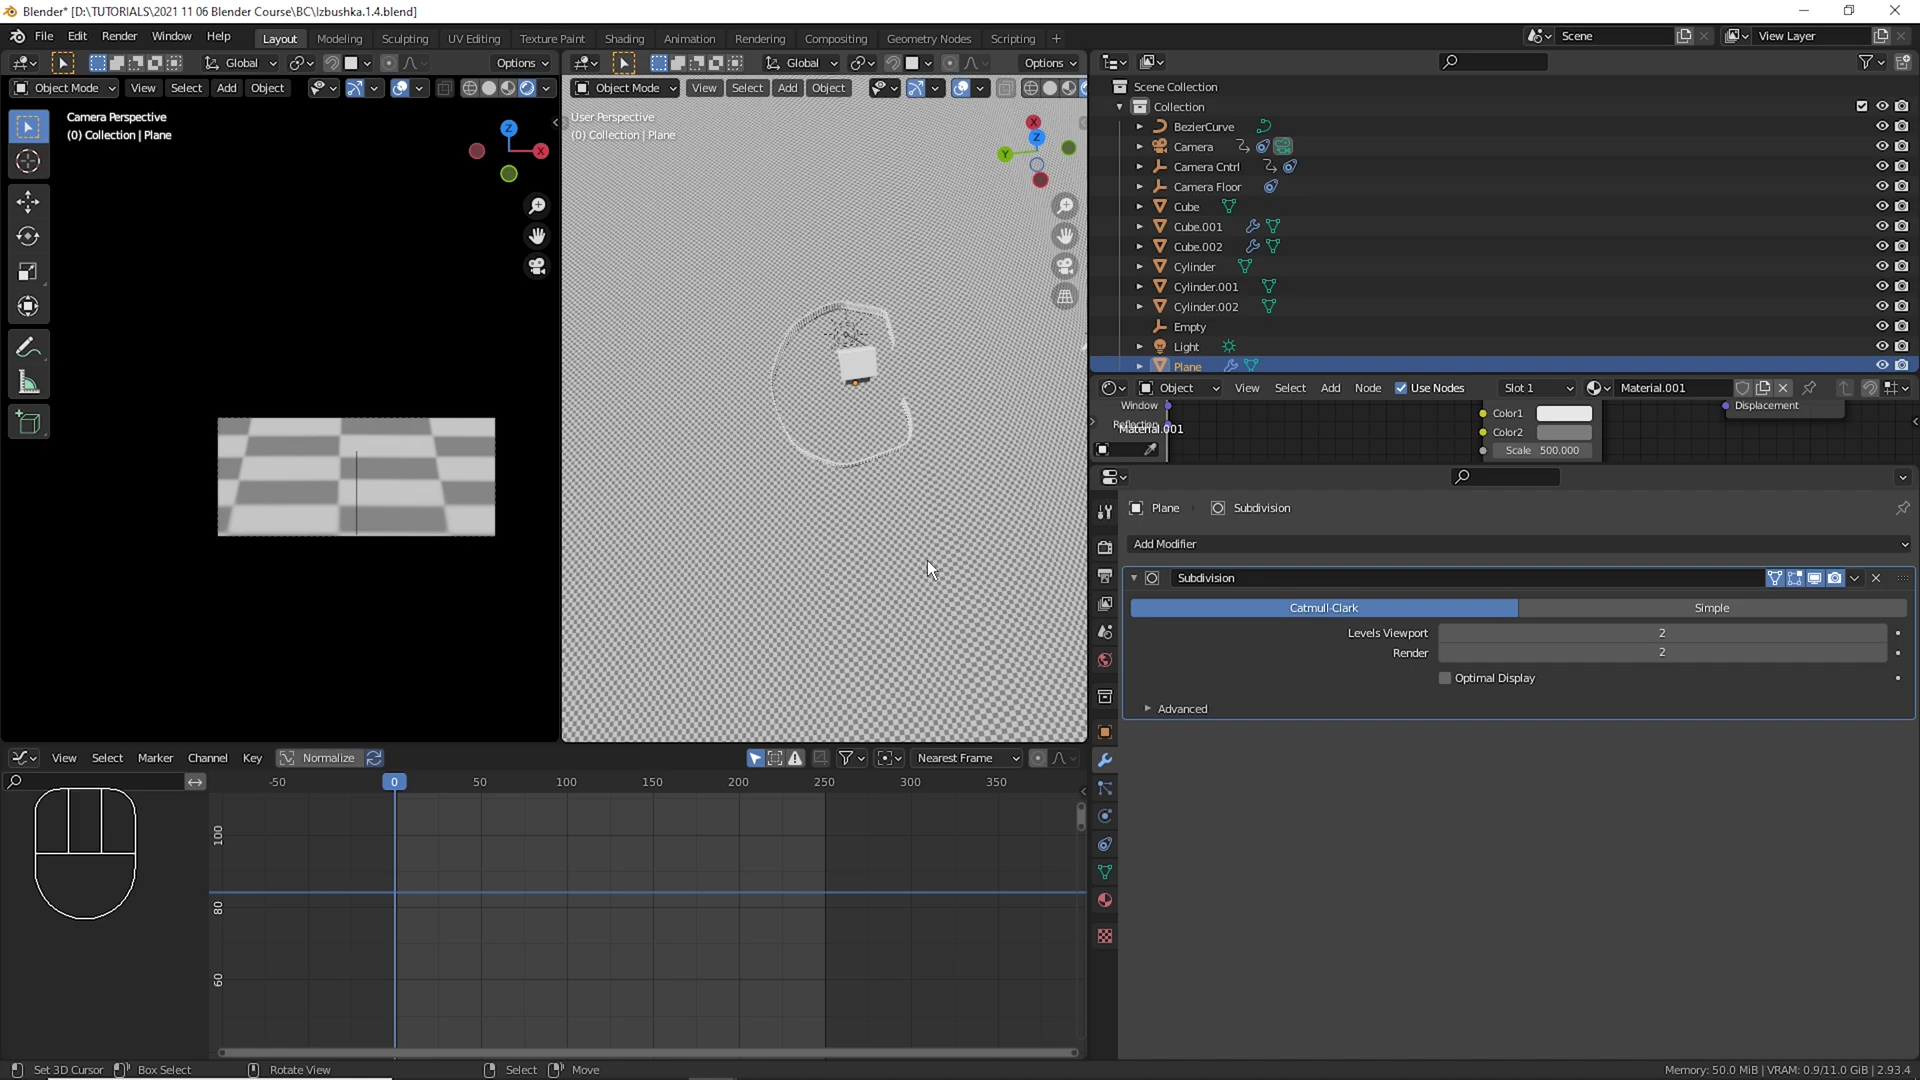 Blender* [D:\TUTORIALS\2021 11 06 Blender Course\BC\Izbushka.1.4.blend]
File Edit Render Window Help Layout Modeling Sculpting UV Editing Texture Paint Shading Animation Rendering Compositing Geometry Nodes Scripting + Scene View Layer
Global Options
Object Mode View Select Add Object
Camera Perspective
(0) Collection | Plane
Z
X
Global Options
Object Mode View Select Add Object
User Perspective
(0) Collection | Plane
X
Z
Y
Scene Collection
Collection
BezierCurve
Camera
Camera Cntrl
Camera Floor
Cube
Cube.001
Cube.002
Cylinder
Cylinder.001
Cylinder.002
Empty
Light
Plane
Object View Select Add Node Use Nodes Slot 1 Material.001
Window
Reflection
Material.001
Color1
Color2
Scale 500.000
Displacement
Plane Subdivision
Add Modifier
Subdivision
Catmull-Clark Simple
Levels Viewport 2
Render 2
Optimal Display
Advanced
View Select Marker Channel Key Normalize Nearest Frame
-50 0 50 100 150 200 250 300 350
100
80
60
Set 3D Cursor Box Select Rotate View Select Move Memory: 50.0 MiB | VRAM: 0.9/11.0 GiB | 2.93.4